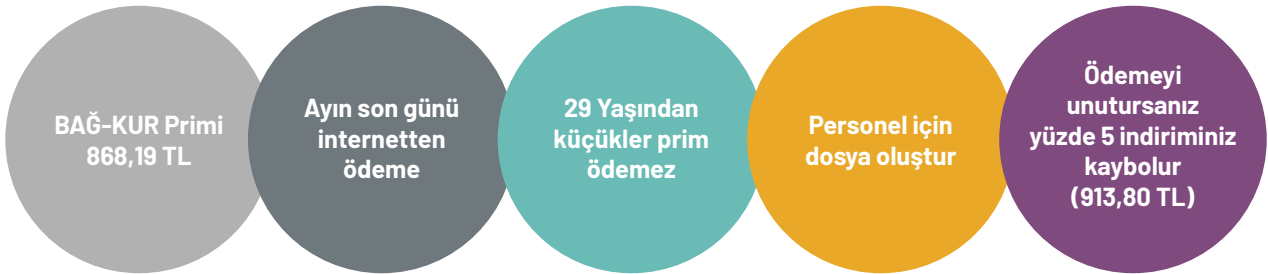 BAĞ-KUR Primi
868,19 TL
Ayın son günü
internetten
ödeme
29 Yaşından
küçükler prim
ödemez
Personel için
dosya oluştur
Ödemeyi
unutursanız
yüzde 5 indiriminiz
kaybolur
(913,80 TL)